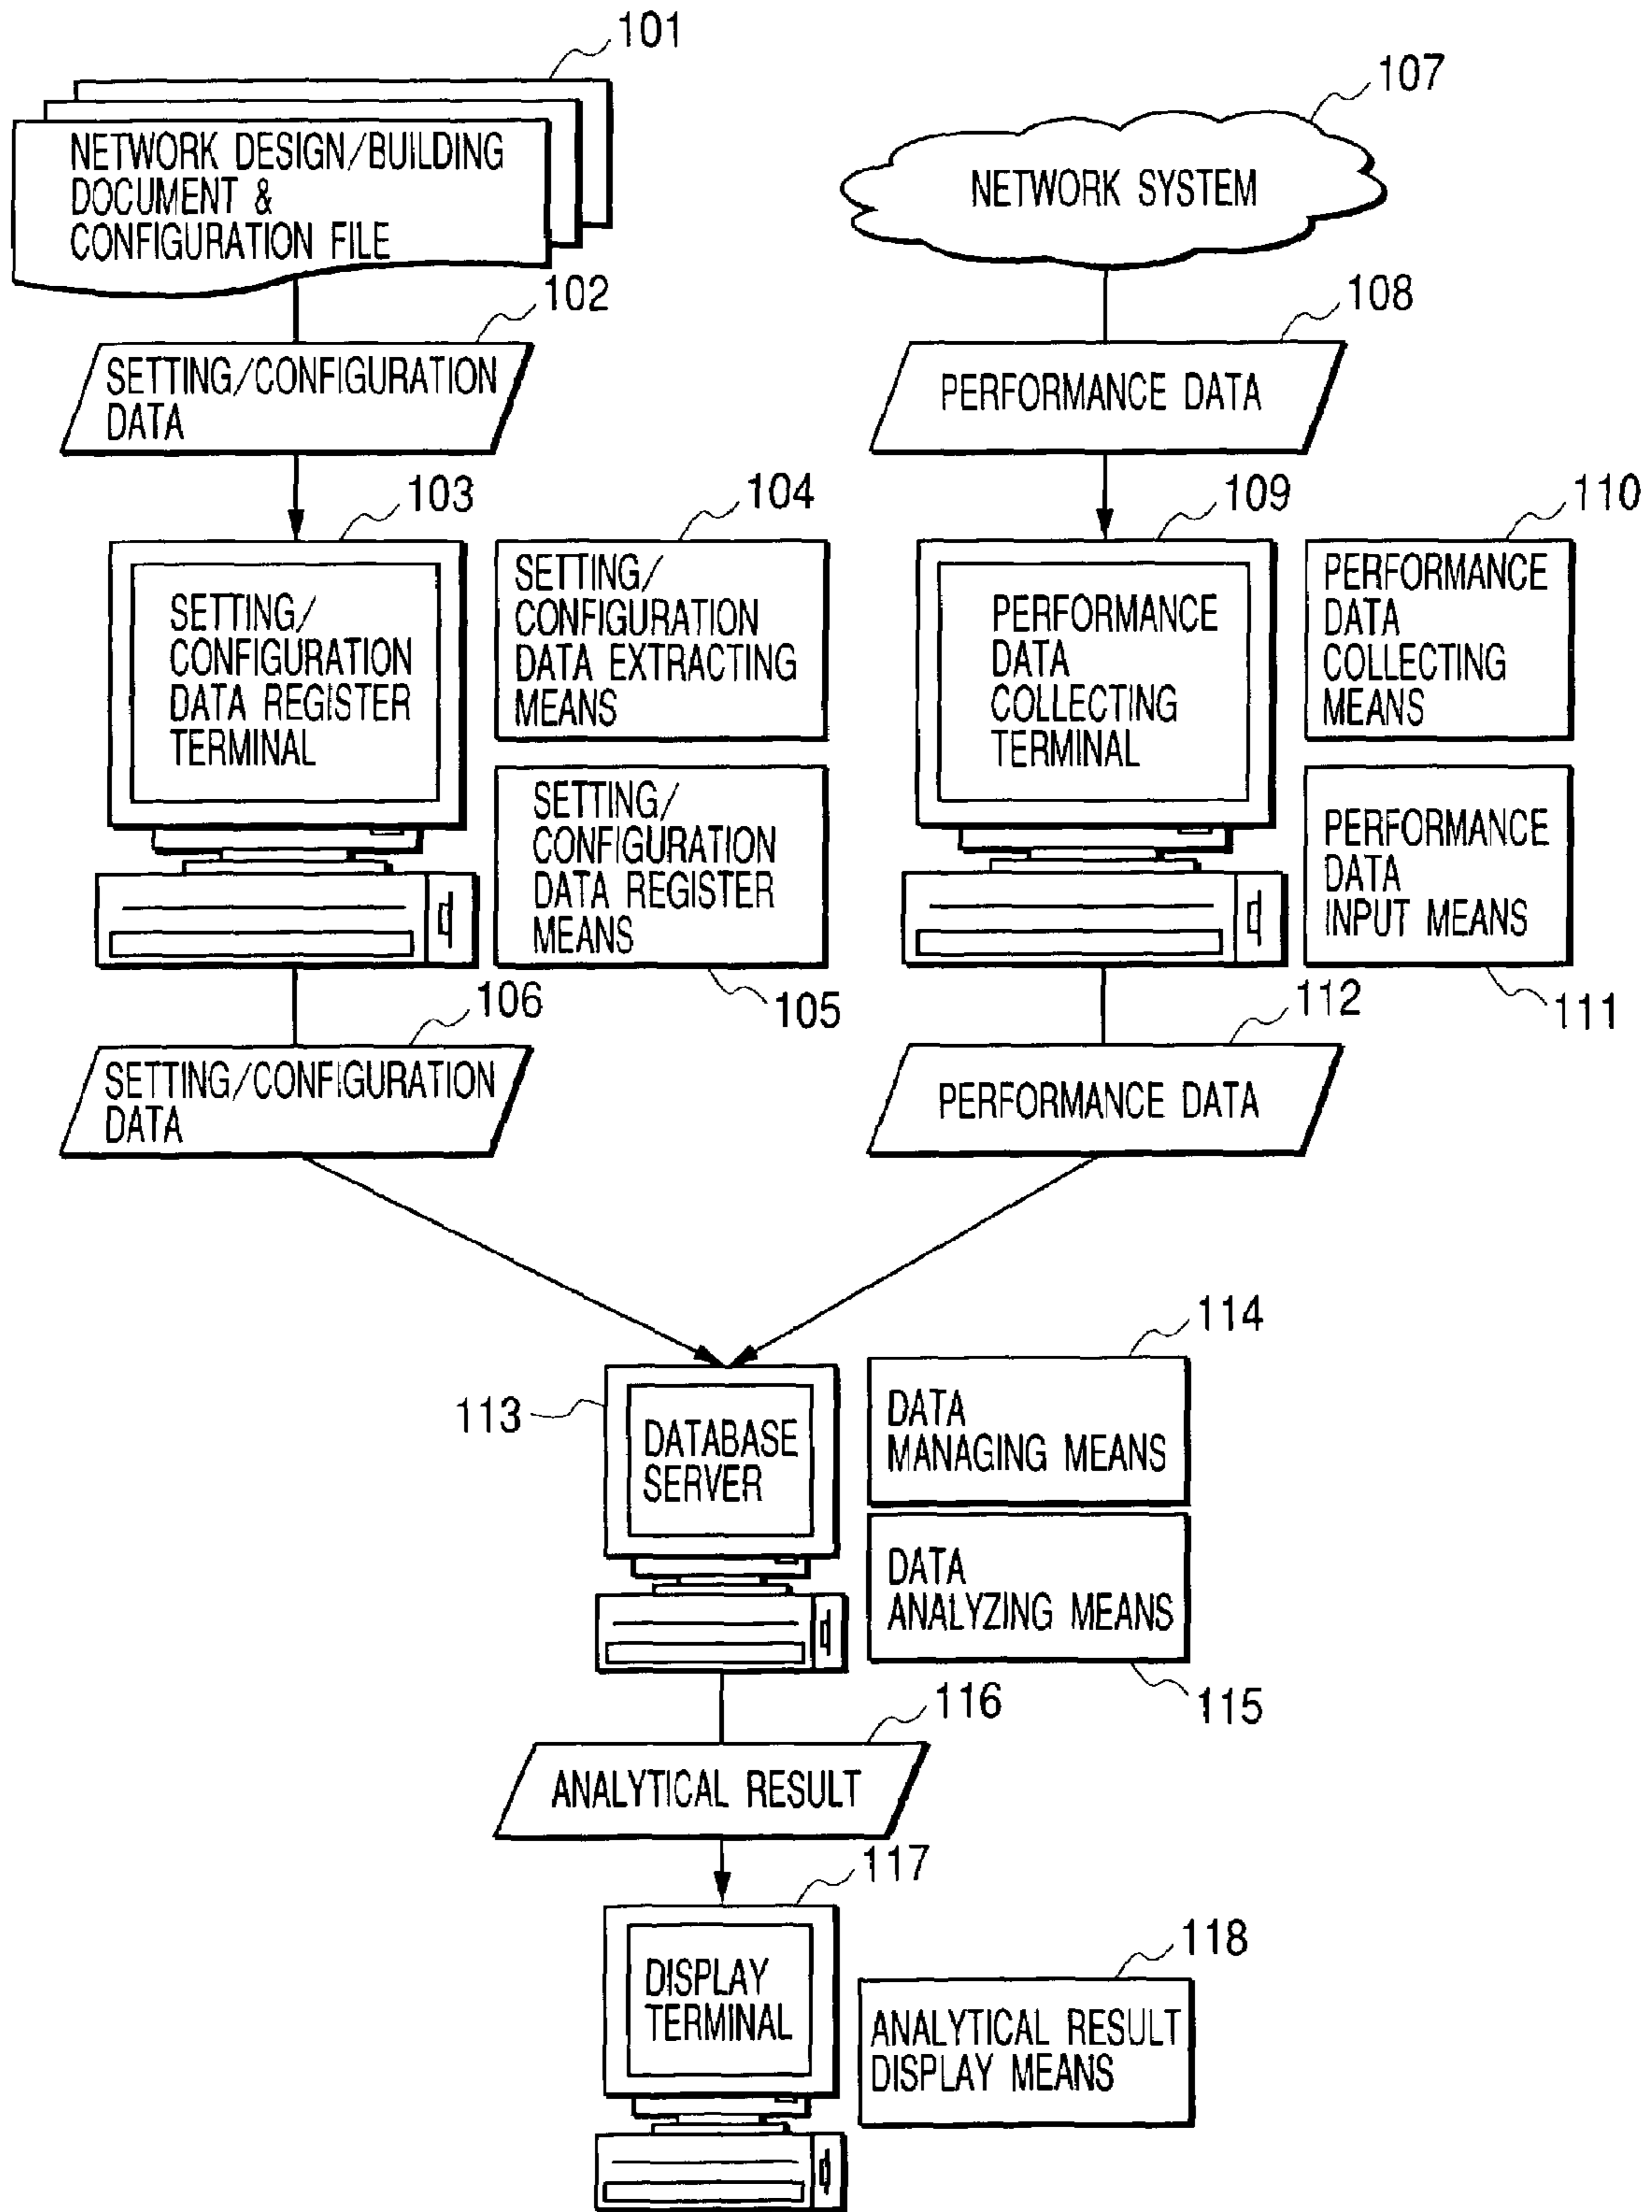 101
NETWORK DESIGN/BUILDING
DOCUMENT &
CONFIGURATION FILE
107
NETWORK SYSTEM
102
SETTING/CONFIGURATION
DATA
108
PERFORMANCE DATA
103
SETTING/
CONFIGURATION
DATA REGISTER
TERMINAL
104
SETTING/
CONFIGURATION
DATA EXTRACTING
MEANS
SETTING/
CONFIGURATION
DATA REGISTER
MEANS
105
109
PERFORMANCE
DATA
COLLECTING
TERMINAL
110
PERFORMANCE
DATA
COLLECTING
MEANS
PERFORMANCE
DATA
INPUT MEANS
111
106
SETTING/CONFIGURATION
DATA
112
PERFORMANCE DATA
113
DATABASE
SERVER
114
DATA
MANAGING MEANS
DATA
ANALYZING MEANS
115
116
ANALYTICAL RESULT
117
DISPLAY
TERMINAL
118
ANALYTICAL RESULT
DISPLAY MEANS